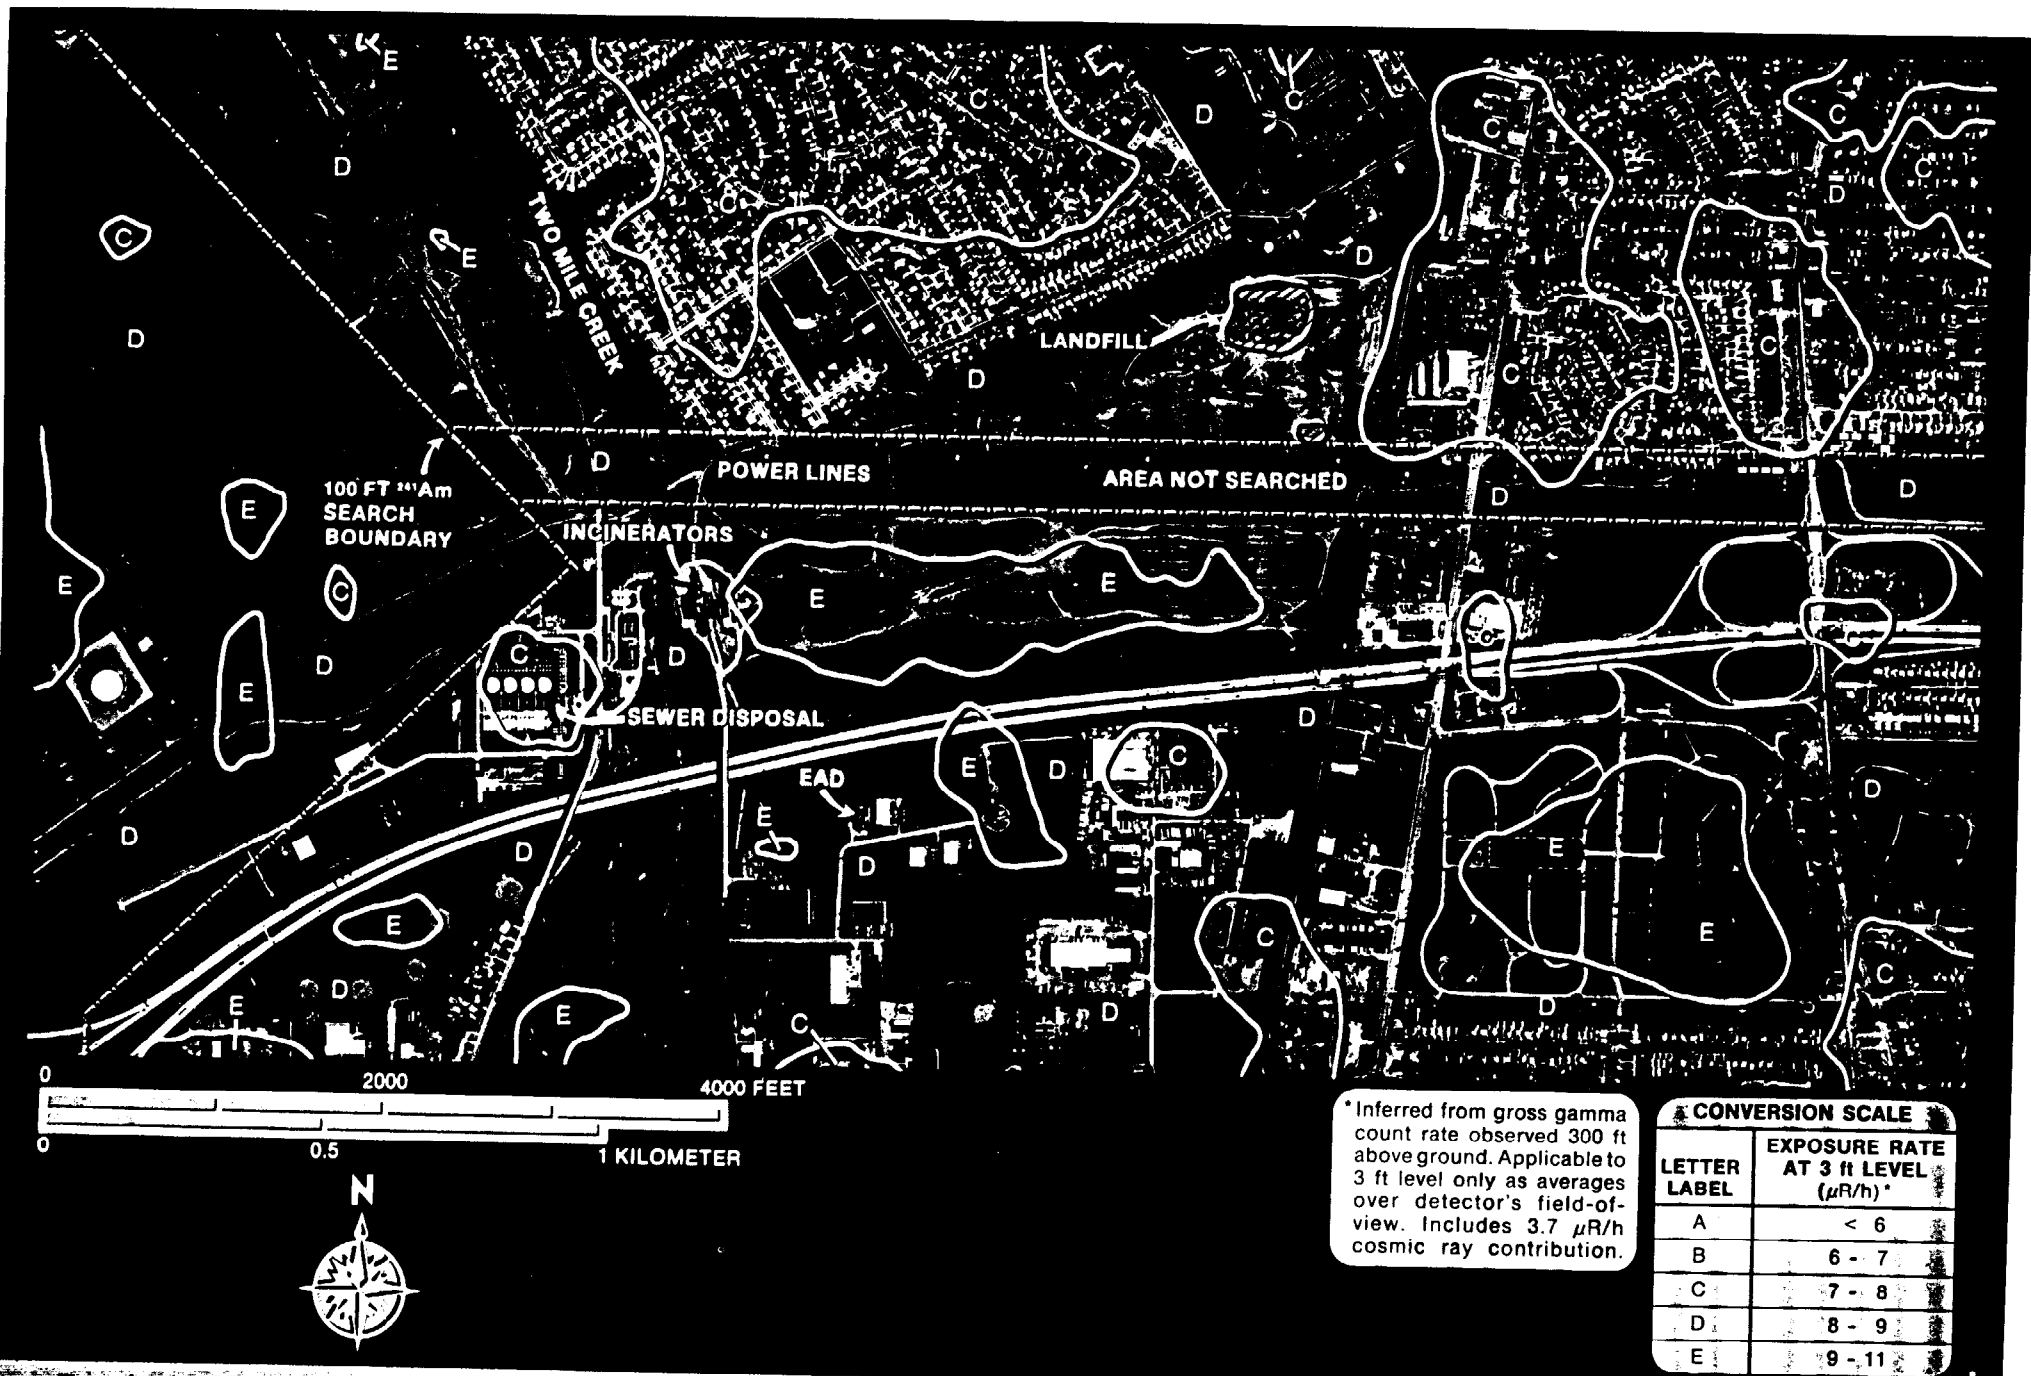 E
C
C
C
C
D
D
C
C
D
TWO MILE CREEK
C
C
E
D
D
LANDFILL
C
D
C
D
POWER LINES
AREA NOT SEARCHED
D
D
100 FT ²⁴¹Am
SEARCH
BOUNDARY
E
INCINERATORS
E
C
E
E
C
C
C
D
D
E
SEWER DISPOSAL
D
E
D
C
EAD
D
E
E
D
D
D
E
C
E
C
E
D
E
C
D
D
0
2000
4000 FEET
0
0.5
1 KILOMETER
N
*Inferred from gross gamma
count rate observed 300 ft
above ground. Applicable to
3 ft level only as averages
over detector's field-of-
view. Includes 3.7 μR/h
cosmic ray contribution.
CONVERSION SCALE
LETTER
LABEL
EXPOSURE RATE
AT 3 ft LEVEL
(μR/h)*
A < 6
B 6 - 7
C 7 - 8
D 8 - 9
E 9 - 11